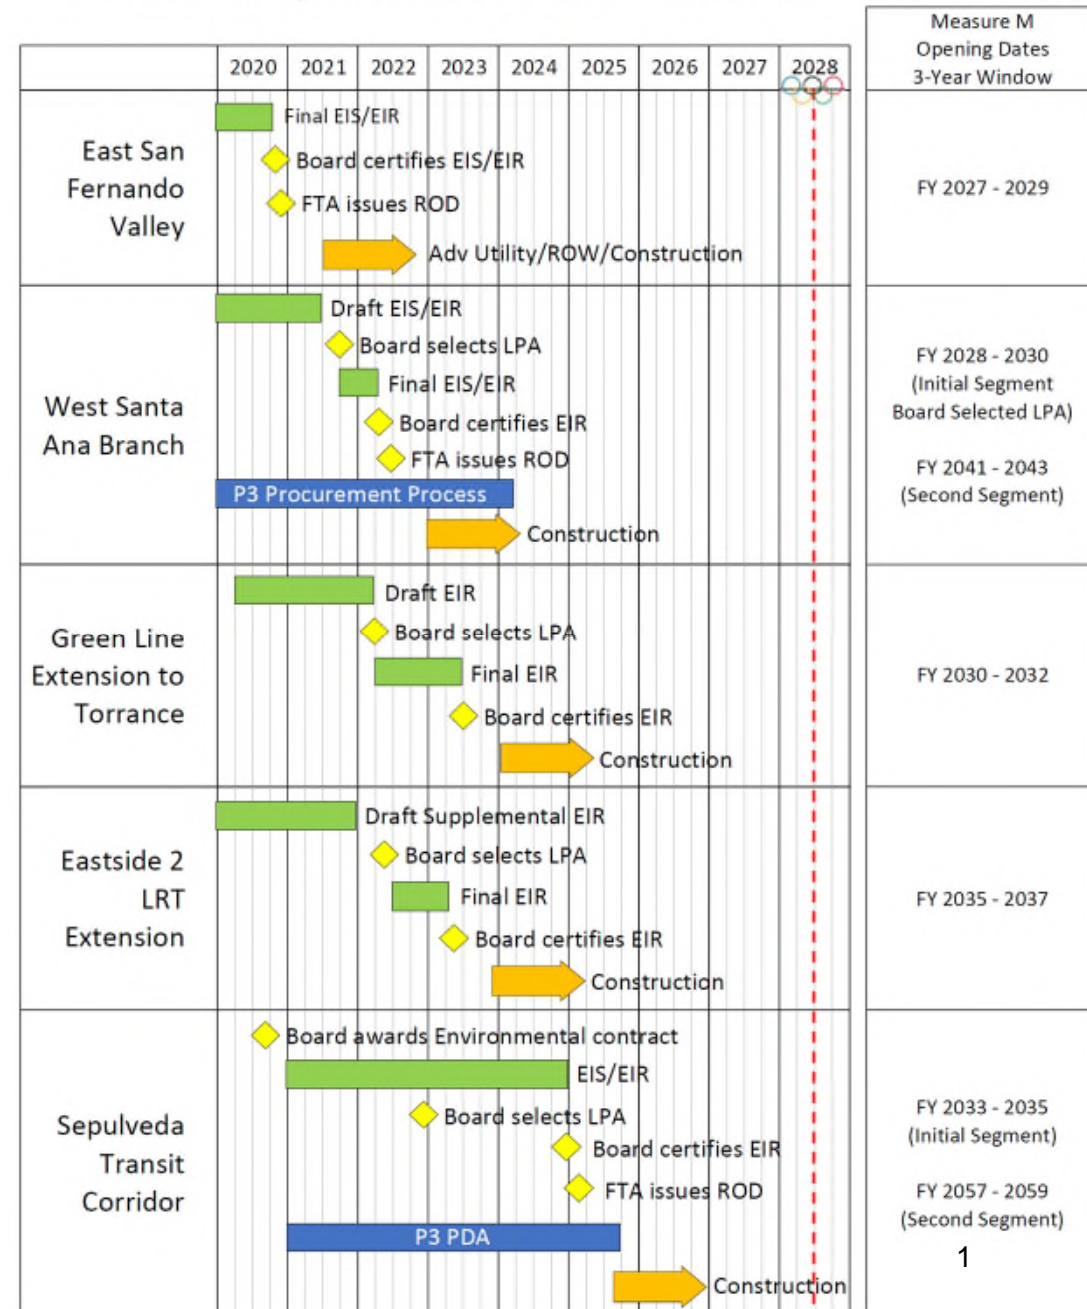 Measure M
Opening Dates
3-Year Window
2020 2021 2022 2023 2024 2025 2026 2027 2028
East San
Fernando
Valley
Final EIS/EIR
Board certifies EIS/EIR
FTA issues ROD
Adv Utility/ROW/Construction
FY 2027 - 2029
West Santa
Ana Branch
Draft EIS/EIR
Board selects LPA
Final EIS/EIR
Board certifies EIR
FTA issues ROD
P3 Procurement Process
Construction
FY 2028 - 2030
(Initial Segment
Board Selected LPA)
FY 2041 - 2043
(Second Segment)
Green Line
Extension to
Torrance
Draft EIR
Board selects LPA
Final EIR
Board certifies EIR
Construction
FY 2030 - 2032
Eastside 2
LRT
Extension
Draft Supplemental EIR
Board selects LPA
Final EIR
Board certifies EIR
Construction
FY 2035 - 2037
Sepulveda
Transit
Corridor
Board awards Environmental contract
EIS/EIR
Board selects LPA
Board certifies EIR
FTA issues ROD
P3 PDA
Construction
FY 2033 - 2035
(Initial Segment)
FY 2057 - 2059
(Second Segment)
1